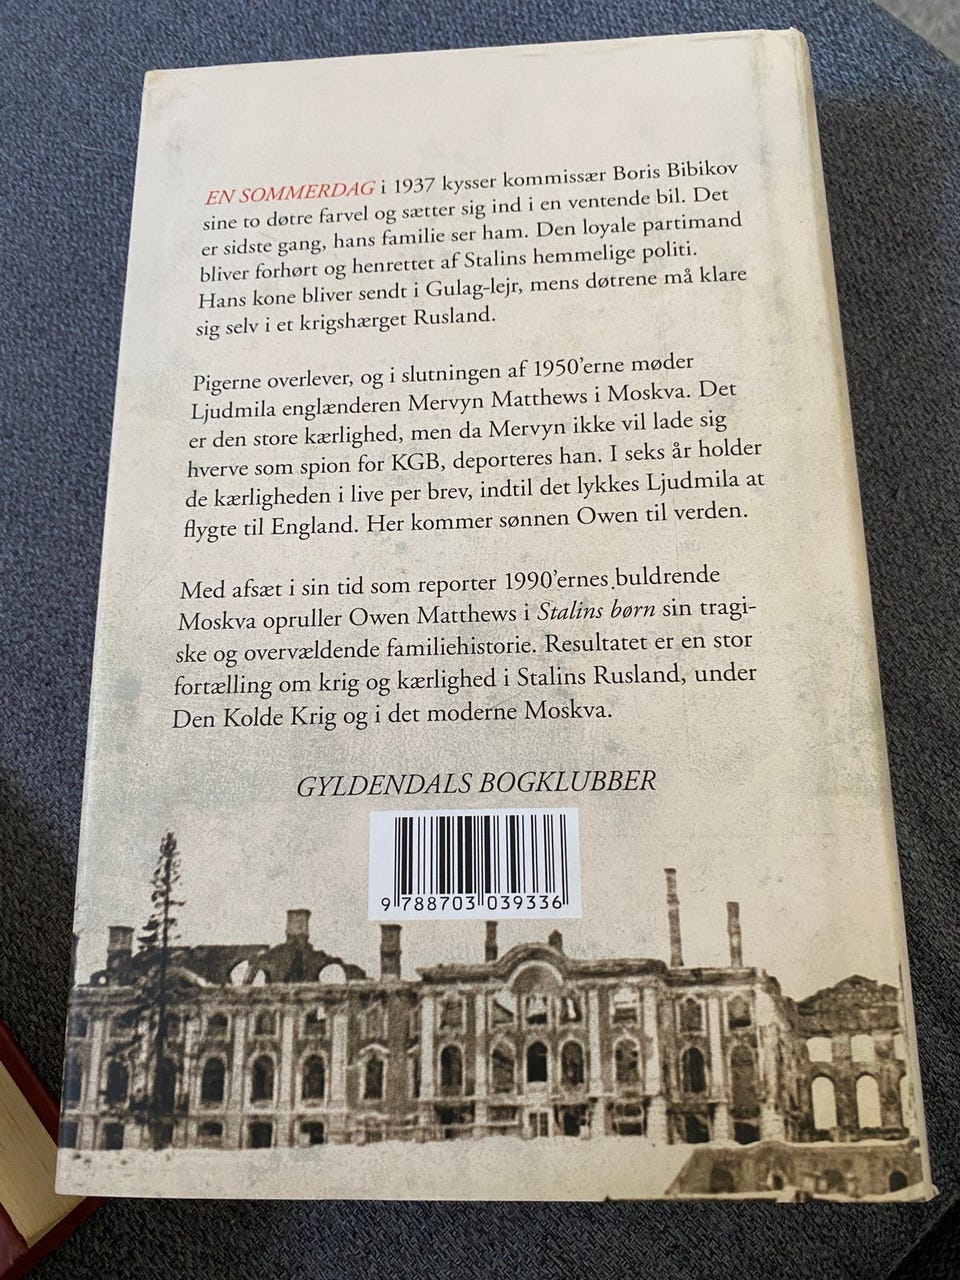 EN SOMMERDAG i 1937 kysser kommissær Boris Bibikov
sine to døtre farvel og sætter sig ind i en ventende bil. Det
er sidste gang, hans familie ser ham. Den loyale partimand
bliver forhørt og henrettet af Stalins hemmelige politi.
Hans kone bliver sendt i Gulag-lejr, mens døtrene må klare
sig selv i et krigshærget Rusland.
Pigerne overlever, og i slutningen af 1950'erne møder
Ljudmila englænderen Mervyn Matthews i Moskva. Det
er den store kærlighed, men da Mervyn ikke vil lade sig
hverve som spion for KGB, deporteres han. I seks år holder
de kærligheden i live per brev, indtil det lykkes Ljudmila at
flygte til England. Her kommer sønnen Owen til verden.
Med afsæt i sin tid som reporter 1990'ernes buldrende
Moskva opruller Owen Matthews i Stalins børn sin tragi-
ske og overvældende familiehistorie. Resultatet er en stor
fortælling om krig og kærlighed i Stalins Rusland, under
Den Kolde Krig og i det moderne Moskva.
GYLDENDALS BOGKLUBBER
9 788703 039336